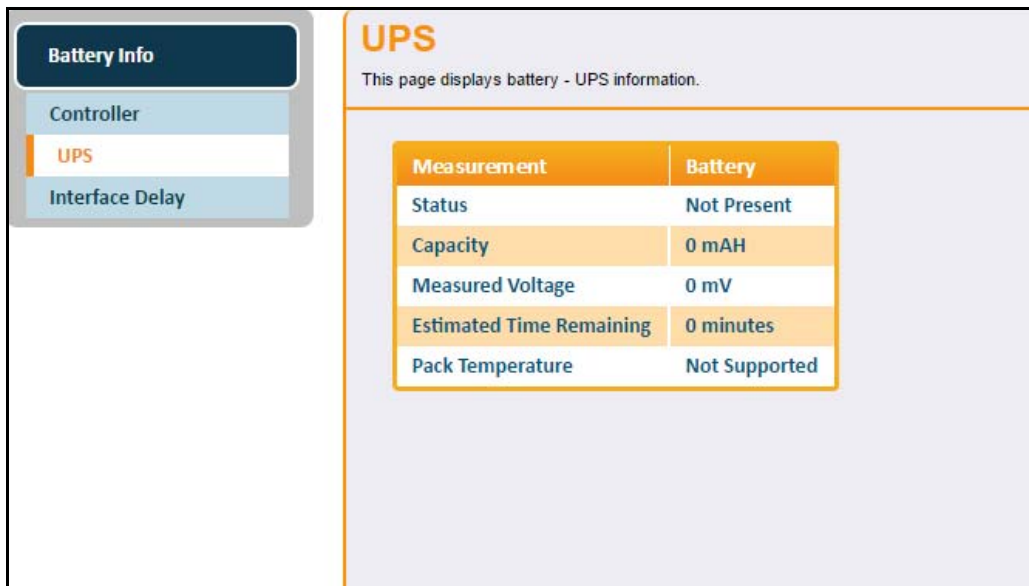 Battery Info
Controller
UPS
Interface Delay
UPS
This page displays battery - UPS information.
Measurement Battery
Status Not Present
Capacity 0 mAH
Measured Voltage 0 mV
Estimated Time Remaining 0 minutes
Pack Temperature Not Supported